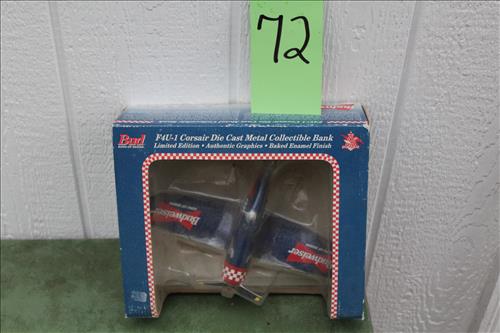 72
Bud
F4U-1 Corsair Die Cast Metal Collectible Bank
Limited Edition • Authentic Graphics • Baked Enamel Finish
Budweiser
Budweiser